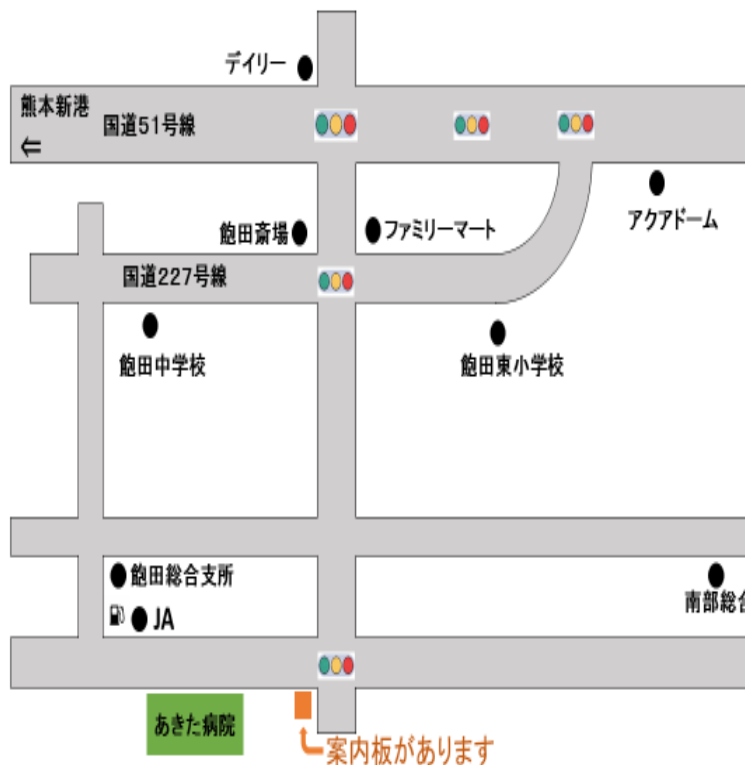 デイリー
熊本新港
⇐
国道51号線
アクアドーム
飽田斎場
ファミリーマート
国道227号線
飽田中学校
飽田東小学校
飽田総合支所
JA
南部総合
あきた病院
案内板があります